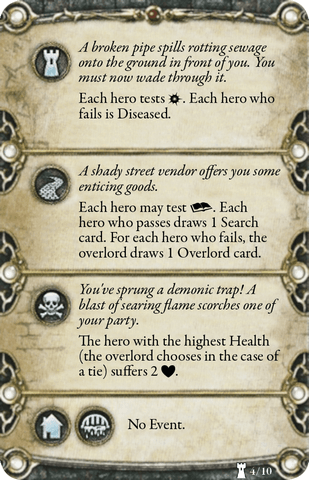 A broken pipe spills rotting sewage
onto the ground in front of you. You
must now wade through it.
Each hero tests . Each hero who
fails is Diseased.
A shady street vendor offers you some
enticing goods.
Each hero may test . Each
hero who passes draws 1 Search
card. For each hero who fails, the
overlord draws 1 Overlord card.
You've sprung a demonic trap! A
blast of searing flame scorches one of
your party.
The hero with the highest Health
(the overlord chooses in the case of
a tie) suffers 2 ♥.
No Event.
4/10